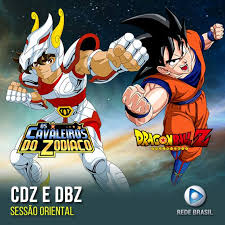 OS
CAVALEIROS
DO ZODÍACO
DRAGON BALL Z
CDZ E DBZ
SESSÃO ORIENTAL
REDE BRASIL